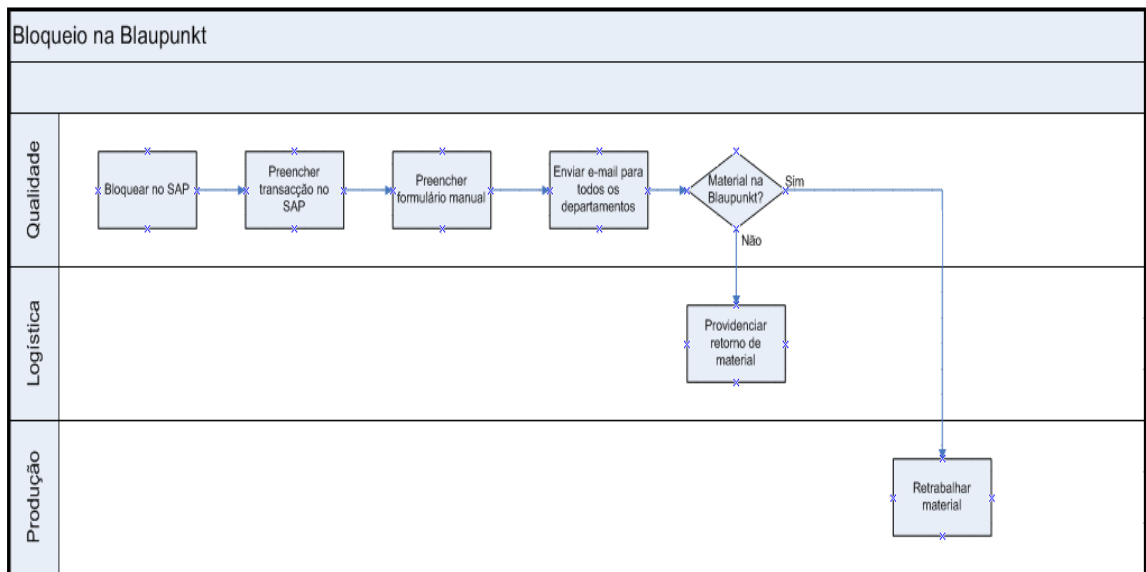 Bloqueio na Blaupunkt
Qualidade
Bloquear no SAP
Preencher
transacção no
SAP
Preencher
formulário manual
Enviar e-mail para
todos os
departamentos
Material na
Blaupunkt?
Sim
Não
Logística
Providenciar
retorno de
material
Produção
Retrabalhar
material